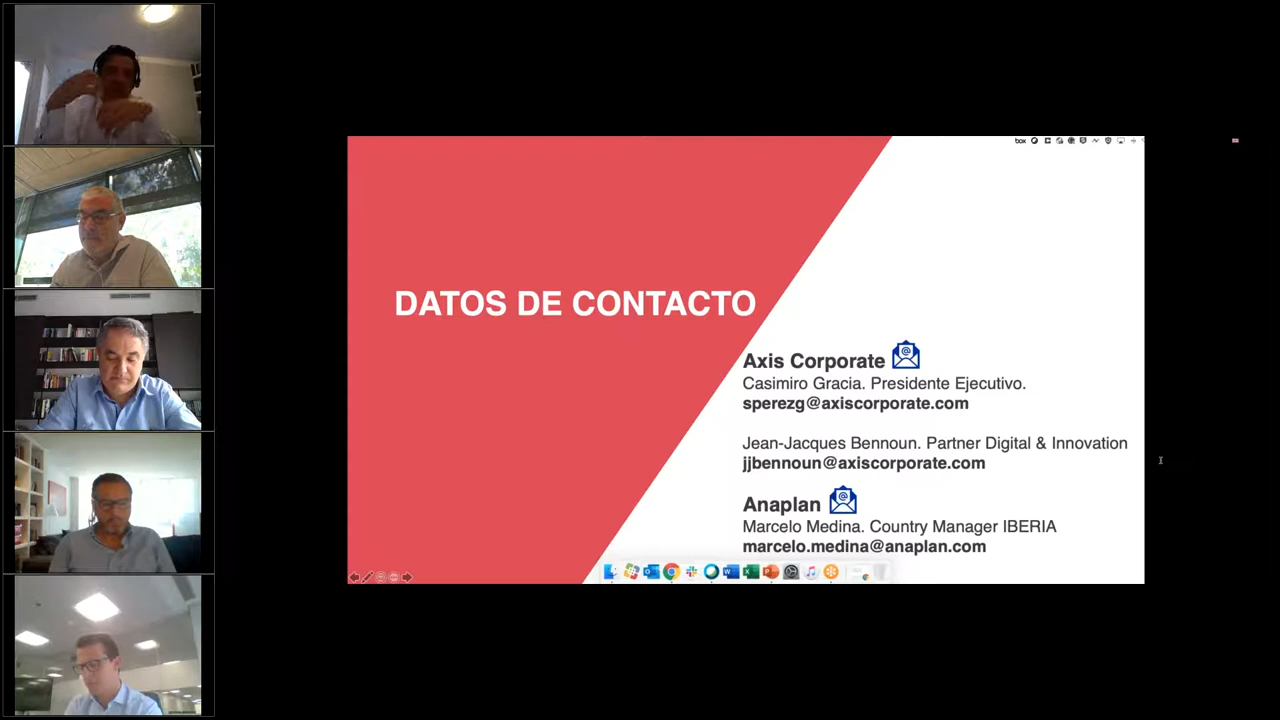 box
DATOS DE CONTACTO
Axis Corporate
Casimiro Gracia. Presidente Ejecutivo.
sperezg@axiscorporate.com
Jean-Jacques Bennoun. Partner Digital & Innovation
jjbennoun@axiscorporate.com
Anaplan
Marcelo Medina. Country Manager IBERIA
marcelo.medina@anaplan.com